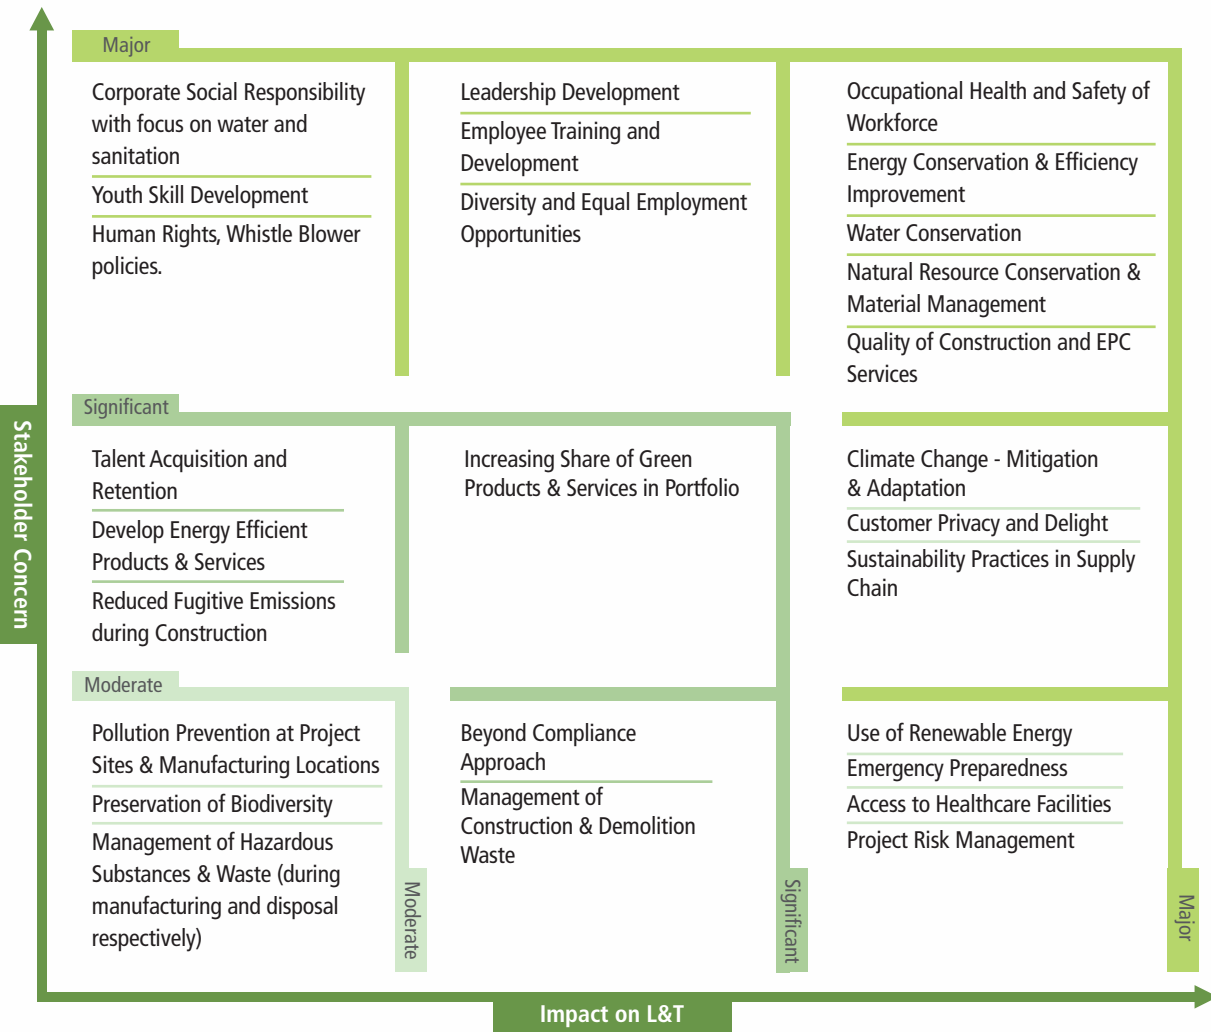 Major
Corporate Social Responsibility
with focus on water and
sanitation
Youth Skill Development
Human Rights, Whistle Blower
policies.
Leadership Development
Employee Training and
Development
Diversity and Equal Employment
Opportunities
Occupational Health and Safety of
Workforce
Energy Conservation & Efficiency
Improvement
Water Conservation
Natural Resource Conservation &
Material Management
Quality of Construction and EPC
Services
Stakeholder Concern
Significant
Talent Acquisition and
Retention
Develop Energy Efficient
Products & Services
Reduced Fugitive Emissions
during Construction
Increasing Share of Green
Products & Services in Portfolio
Climate Change - Mitigation
& Adaptation
Customer Privacy and Delight
Sustainability Practices in Supply
Chain
Moderate
Pollution Prevention at Project
Sites & Manufacturing Locations
Preservation of Biodiversity
Management of Hazardous
Substances & Waste (during
manufacturing and disposal
respectively)
Moderate
Beyond Compliance
Approach
Management of
Construction & Demolition
Waste
Significant
Use of Renewable Energy
Emergency Preparedness
Access to Healthcare Facilities
Project Risk Management
Major
Impact on L&T